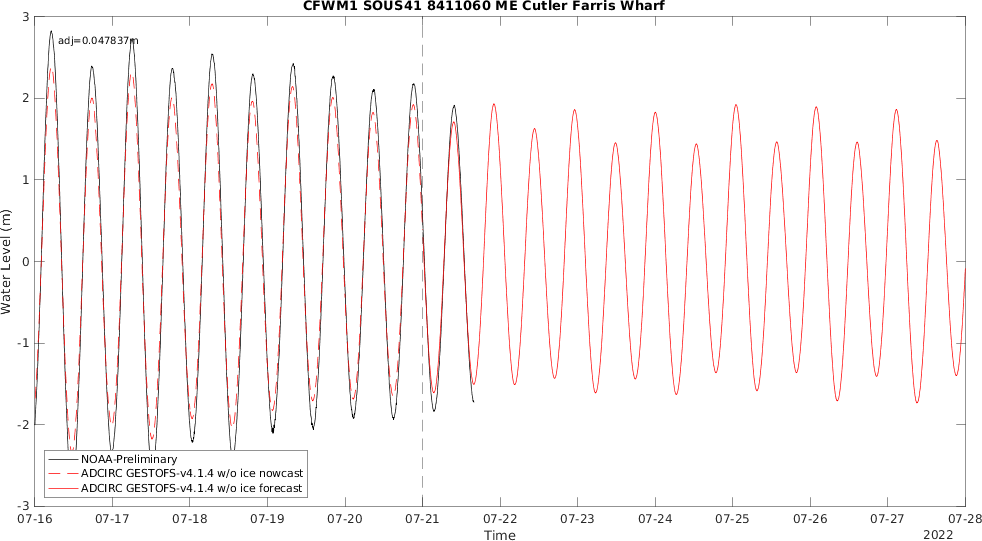 CFWM1 SOUS41 8411060 ME Cutler Farris Wharf
adj=0.047837m
3
2
1
0
-1
-2
-3
Water Level (m)
NOAA-Preliminary
ADCIRC GESTOFS-v4.1.4 w/o ice nowcast
ADCIRC GESTOFS-v4.1.4 w/o ice forecast
07-16 07-17 07-18 07-19 07-20 07-21 07-22 07-23 07-24 07-25 07-26 07-27 07-28
Time
2022